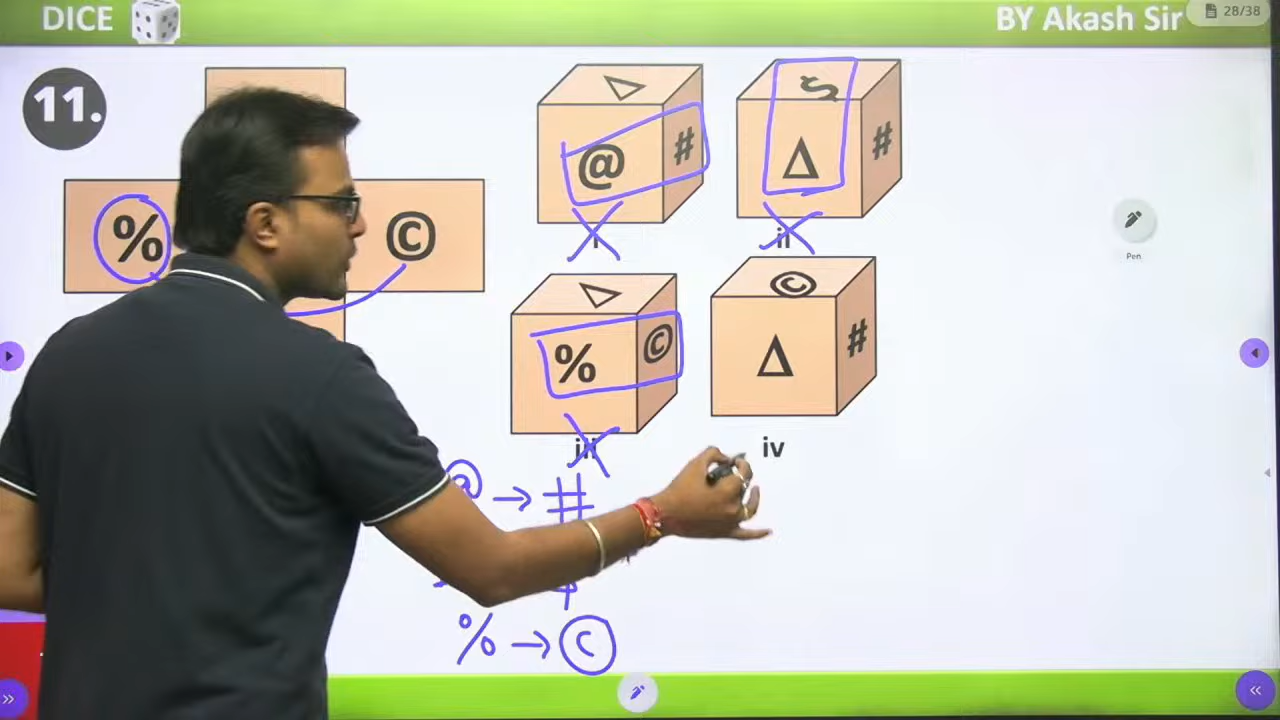 DICE
BY Akash Sir
28/38
11.
@
#
#
Δ
i
ii
%
©
Pen
©
%
©
Δ
#
iii
iv
@ → #
% → ©